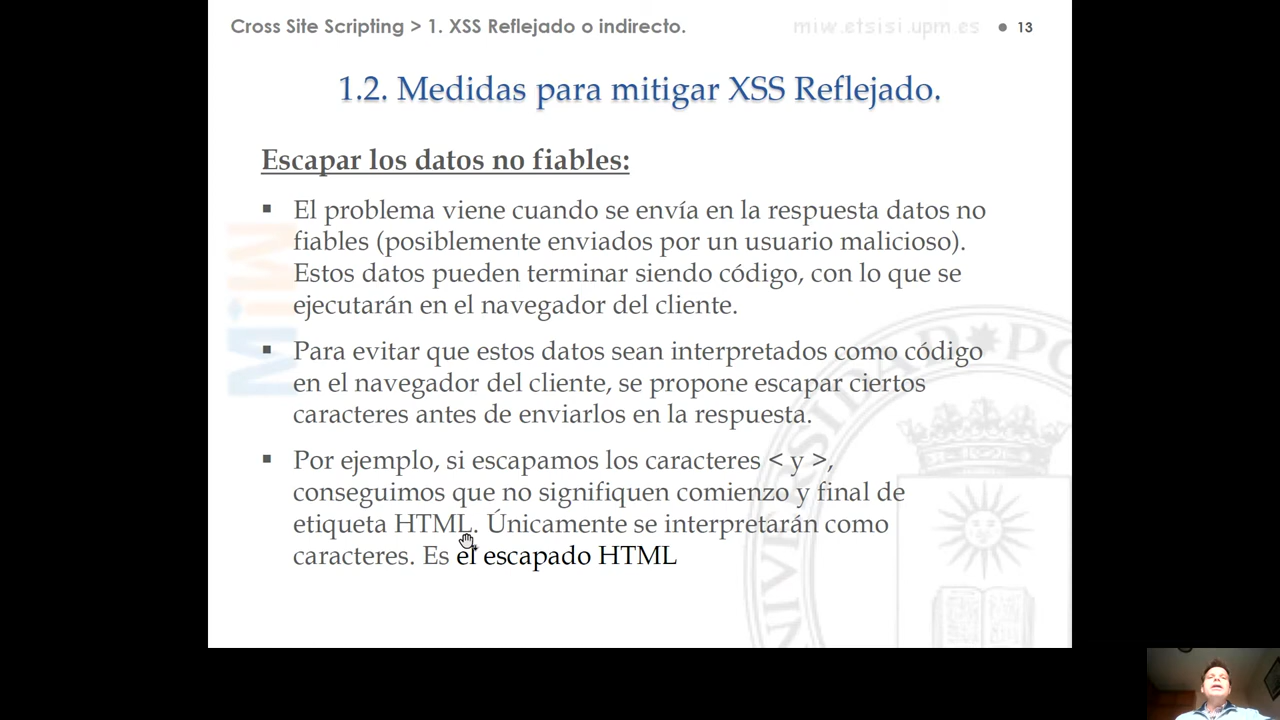 Cross Site Scripting > 1. XSS Reflejado o indirecto.
miw.etsisi.upm.es
13
1.2. Medidas para mitigar XSS Reflejado.
Escapar los datos no fiables:
▪ El problema viene cuando se envía en la respuesta datos no
fiables (posiblemente enviados por un usuario malicioso).
Estos datos pueden terminar siendo código, con lo que se
ejecutarán en el navegador del cliente.
▪ Para evitar que estos datos sean interpretados como código
en el navegador del cliente, se propone escapar ciertos
caracteres antes de enviarlos en la respuesta.
▪ Por ejemplo, si escapamos los caracteres < y >,
conseguimos que no signifiquen comienzo y final de
etiqueta HTML. Únicamente se interpretarán como
caracteres. Es el escapado HTML
MiW